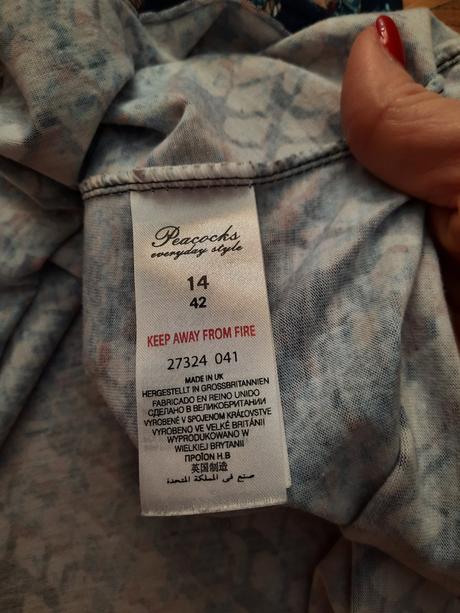 Peacocks
everyday style
14
42
KEEP AWAY FROM FIRE
27324 041
MADE IN UK
HERGESTELLT IN GROSSBRITANNIEN
FABRICADO EN REINO UNIDO
СДЕЛАНО В ВЕЛИКОБРИТАНИИ
VYROBENÉ V SPOJENOM KRÁĽOVSTVE
VYROBENO VE VELKÉ BRITÁNII
WYPRODUKOWANO W
WIELKIEJ BRYTANII
ΠΡΟΪΟΝ Η.Β
英国制造
صنع في المملكة المتحدة